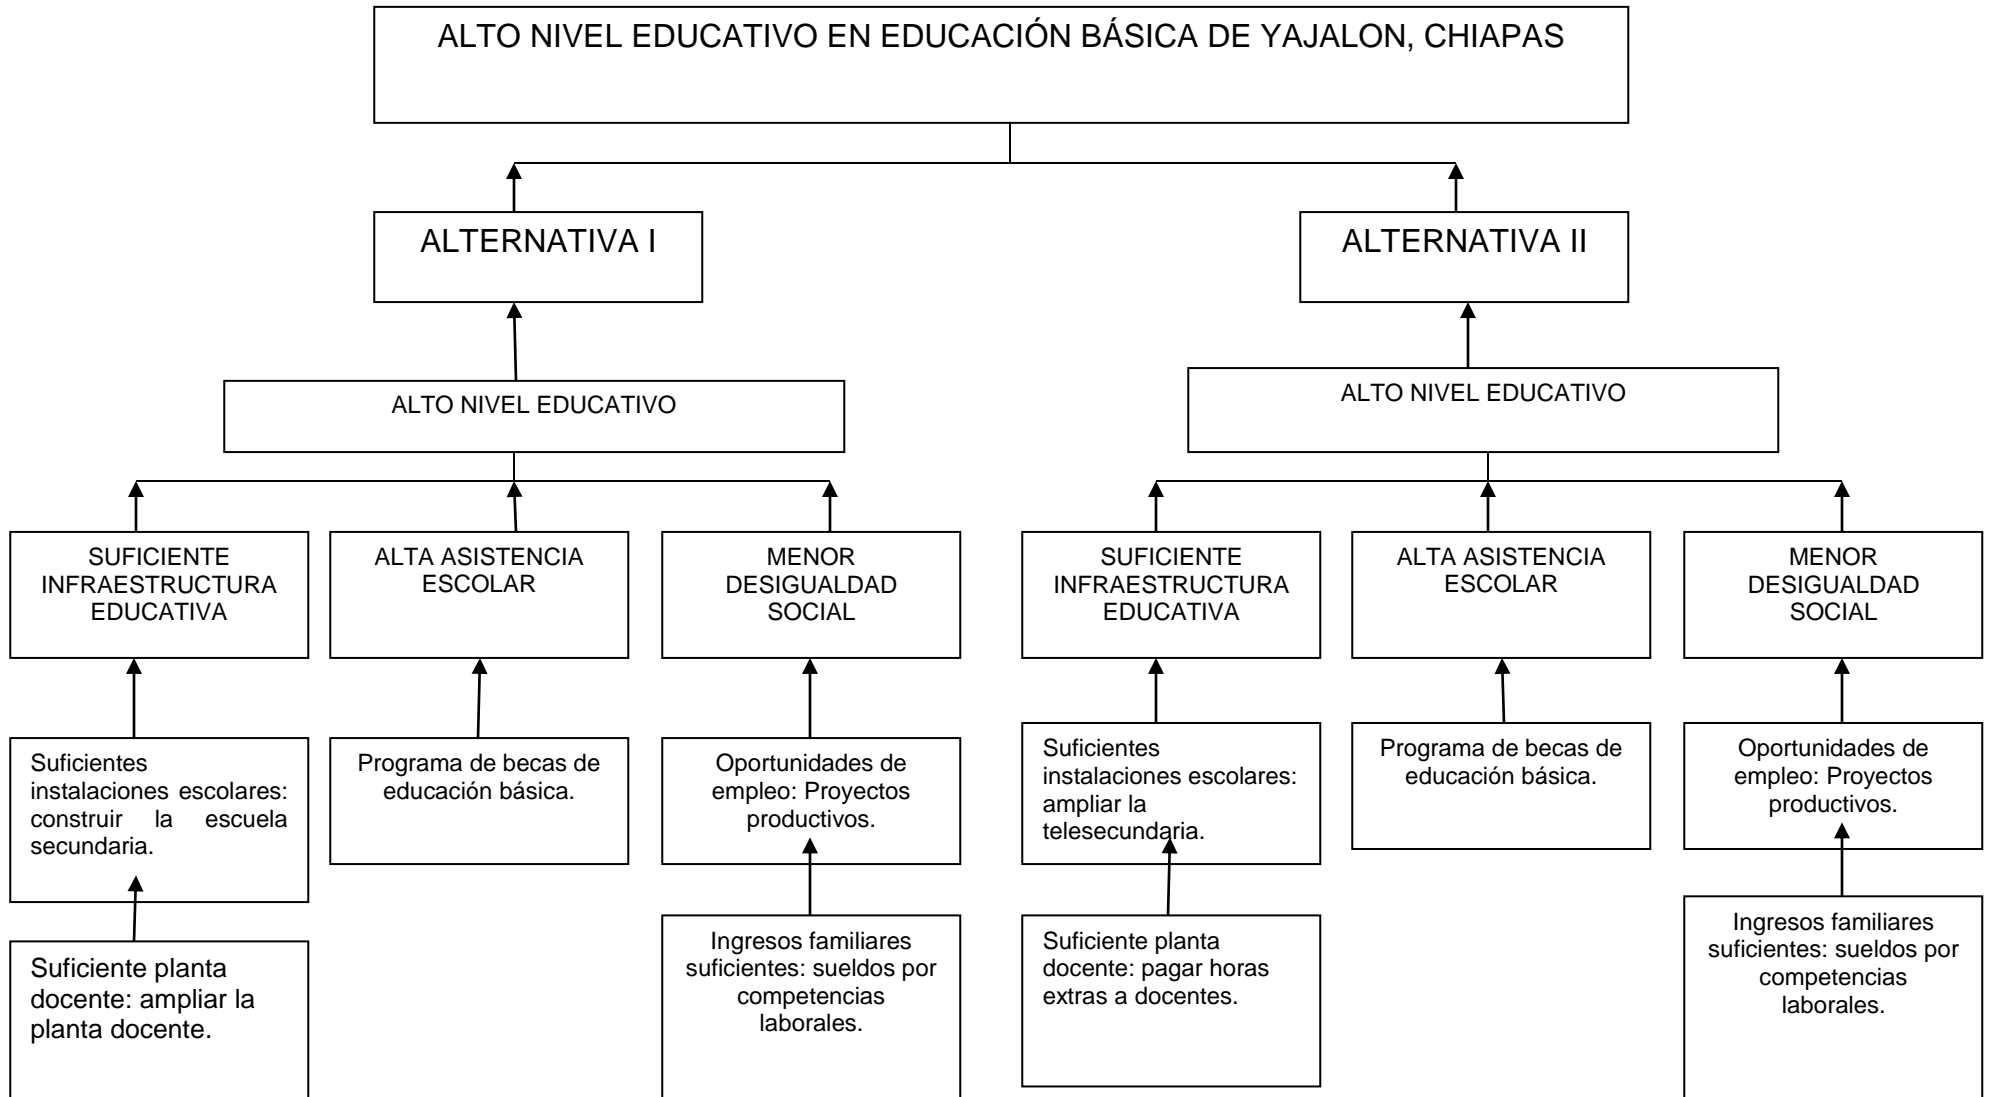 ALTO NIVEL EDUCATIVO EN EDUCACIÓN BÁSICA DE YAJALON, CHIAPAS
ALTERNATIVA I
ALTERNATIVA II
ALTO NIVEL EDUCATIVO
ALTO NIVEL EDUCATIVO
SUFICIENTE
INFRAESTRUCTURA
EDUCATIVA
ALTA ASISTENCIA
ESCOLAR
MENOR
DESIGUALDAD
SOCIAL
SUFICIENTE
INFRAESTRUCTURA
EDUCATIVA
ALTA ASISTENCIA
ESCOLAR
MENOR
DESIGUALDAD
SOCIAL
Suficientes
instalaciones escolares:
construir la escuela
secundaria.
Programa de becas de
educación básica.
Oportunidades de
empleo: Proyectos
productivos.
Suficientes
instalaciones escolares:
ampliar la
telesecundaria.
Programa de becas de
educación básica.
Oportunidades de
empleo: Proyectos
productivos.
Suficiente planta
docente: ampliar la
planta docente.
Ingresos familiares
suficientes: sueldos por
competencias
laborales.
Suficiente planta
docente: pagar horas
extras a docentes.
Ingresos familiares
suficientes: sueldos por
competencias
laborales.